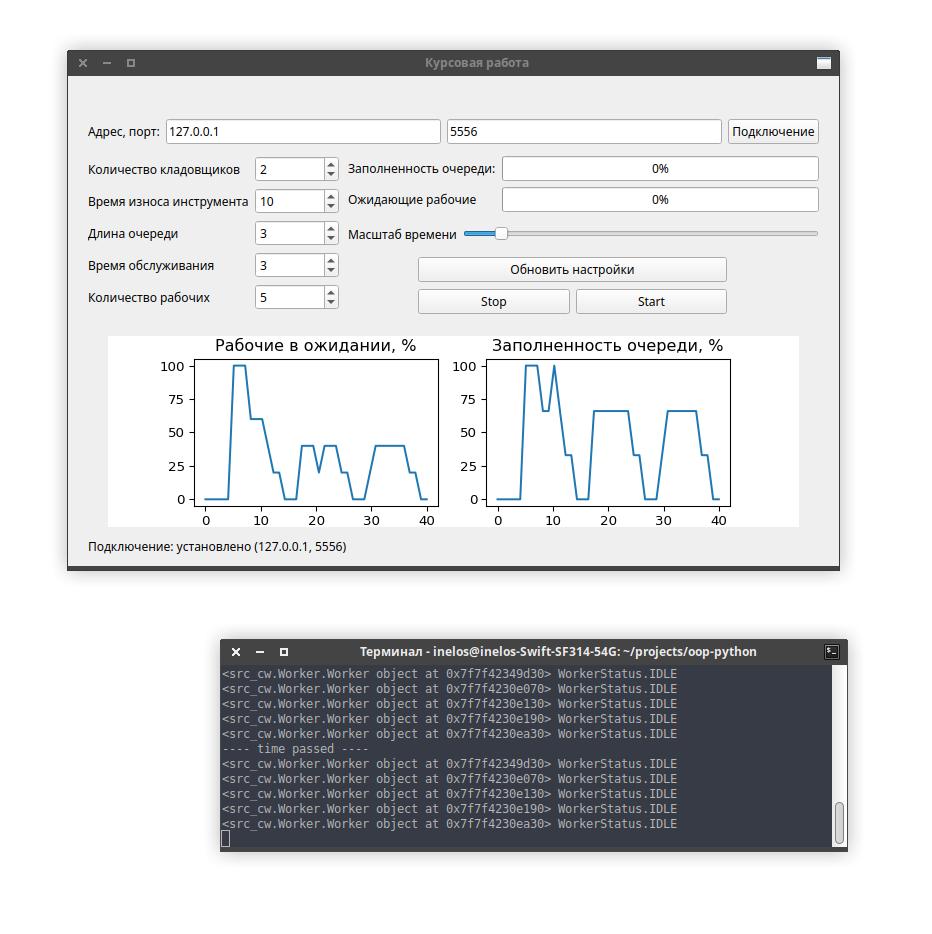 Курсовая работа
Адрес, порт: 127.0.0.1 5556 Подключение
Количество кладовщиков 2 Заполненность очереди: 0%
Время износа инструмента 10 Ожидающие рабочие 0%
Длина очереди 3 Масштаб времени
Время обслуживания 3 Обновить настройки
Количество рабочих 5 Stop Start
Рабочие в ожидании, % Заполненность очереди, %
100 100
75 75
50 50
25 25
0 0
0 10 20 30 40 0 10 20 30 40
Подключение: установлено (127.0.0.1, 5556)
Терминал - inelos@inelos-Swift-SF314-54G: ~/projects/oop-python
<src_cw.Worker.Worker object at 0x7f7f42349d30> WorkerStatus.IDLE
<src_cw.Worker.Worker object at 0x7f7f4230e070> WorkerStatus.IDLE
<src_cw.Worker.Worker object at 0x7f7f4230e130> WorkerStatus.IDLE
<src_cw.Worker.Worker object at 0x7f7f4230e190> WorkerStatus.IDLE
<src_cw.Worker.Worker object at 0x7f7f4230ea30> WorkerStatus.IDLE
---- time passed ----
<src_cw.Worker.Worker object at 0x7f7f42349d30> WorkerStatus.IDLE
<src_cw.Worker.Worker object at 0x7f7f4230e070> WorkerStatus.IDLE
<src_cw.Worker.Worker object at 0x7f7f4230e130> WorkerStatus.IDLE
<src_cw.Worker.Worker object at 0x7f7f4230e190> WorkerStatus.IDLE
<src_cw.Worker.Worker object at 0x7f7f4230ea30> WorkerStatus.IDLE